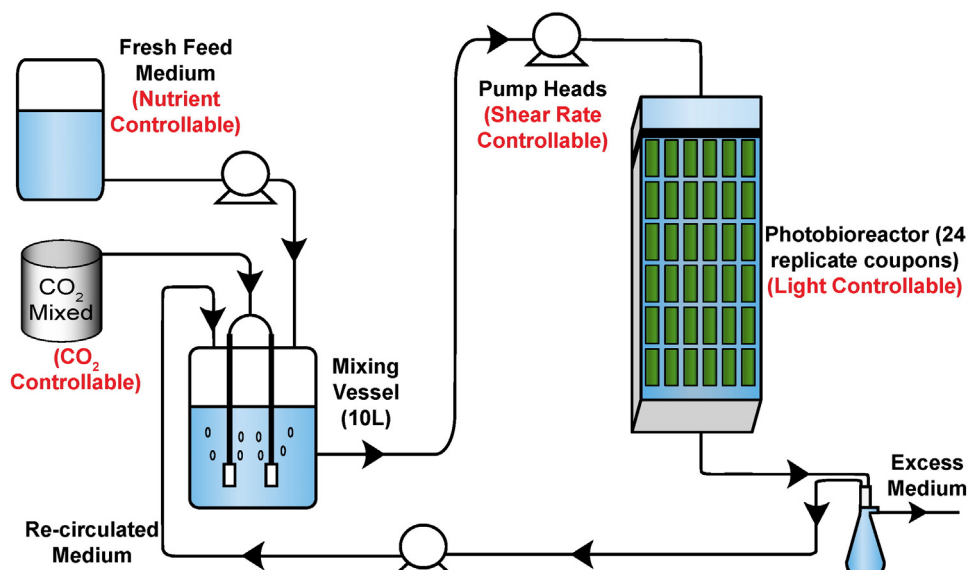 Fresh Feed
Medium
(Nutrient
Controllable)
Pump Heads
(Shear Rate
Controllable)
Photobioreactor (24
replicate coupons)
(Light Controllable)
CO₂
Mixed
(CO₂
Controllable)
Mixing
Vessel
(10L)
Re-circulated
Medium
Excess
Medium